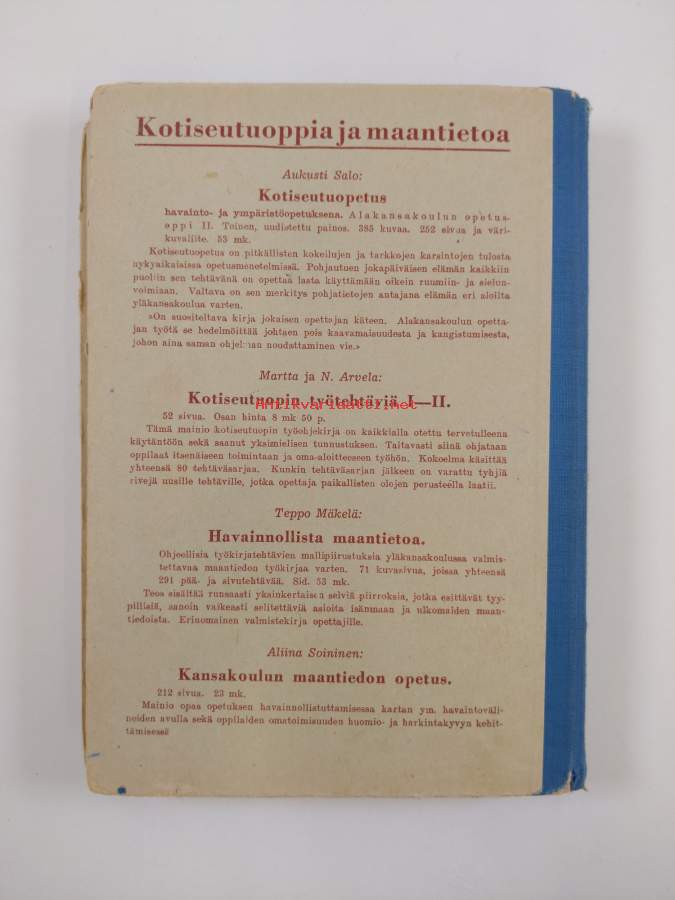 Kotiseutuoppia ja maantietoa
Aukusti Salo:
Kotiseutuopetus
havainto- ja ympäristöopetuksena. Alakansakoulun opetus-
oppi II. Toinen, uudistettu painos. 385 kuvaa. 252 sivua ja väri-
kuvaliite. 53 mk.
Kotiseutuopetus on pitkällisten kokeilujen ja tarkkojen karsintojen tulosta
nykyaikaisissa opetusmenetelmissä. Pohjautuen jokapäiväisen elämän kaikkiin
puoliin sen tehtävänä on opettaa lasta käyttämään oikein ruumiin- ja sielun-
voimiaan. Valtava on sen merkitys pohjatietojen antajana elämän eri aloilta
yläkansakoulua varten.
»On suositeltava kirja jokaisen opettajan käteen. Alakansakoulun opetta-
jan työtä se hedelmöittää johtaen pois kaavamaisuudesta ja kangistumisesta,
johon aina saman ohjelman noudattaminen vie.»
Martta ja N. Arvela:
Kotiseutuopin työtehtäviä I—II.
Antikvariaatti.net
52 sivua. Osan hinta 8 mk 50 p.
Tämä mainio kotiseutuopin työohjekirja on kaikkialla otettu tervetulleena
käytäntöön sekä saanut yksimielisen tunnustuksen. Taitavasti siinä ohjataan
oppilaat itsenäiseen toimintaan ja oma-aloitteeseen työhön. Kokoelma käsittää
yhteensä 80 tehtäväsarjaa. Kunkin tehtäväsarjan jälkeen on varattu tyhjiä
rivejä uusille tehtäville, jotka opettaja paikallisten olojen perusteella laatii.
Teppo Mäkelä:
Havainnollista maantietoa.
Ohjeellisia työkirjatehtävien mallipiirustuksia yläkansakoulussa valmis-
tettavaa maantiedon työkirjaa varten. 71 kuvasivua, joissa yhteensä
291 pää- ja sivutehtävää. Sid. 53 mk.
Teos sisältää runsaasti yksinkertaisen selviä piirroksia, jotka esittävät tyy-
pillisiä, sanoin vaikeasti selitettäviä asioita isänmaan ja ulkomaiden maan-
tiedoista. Erinomainen valmistekirja opettajille.
Aliina Soininen:
Kansakoulun maantiedon opetus.
212 sivua. 23 mk.
Mainio opas opetuksen havainnollistuttamisessa kartan ym. havaintoväli-
neiden avulla sekä oppilaiden omatoimisuuden huomio- ja harkintakyvyn kehit-
tämisessä